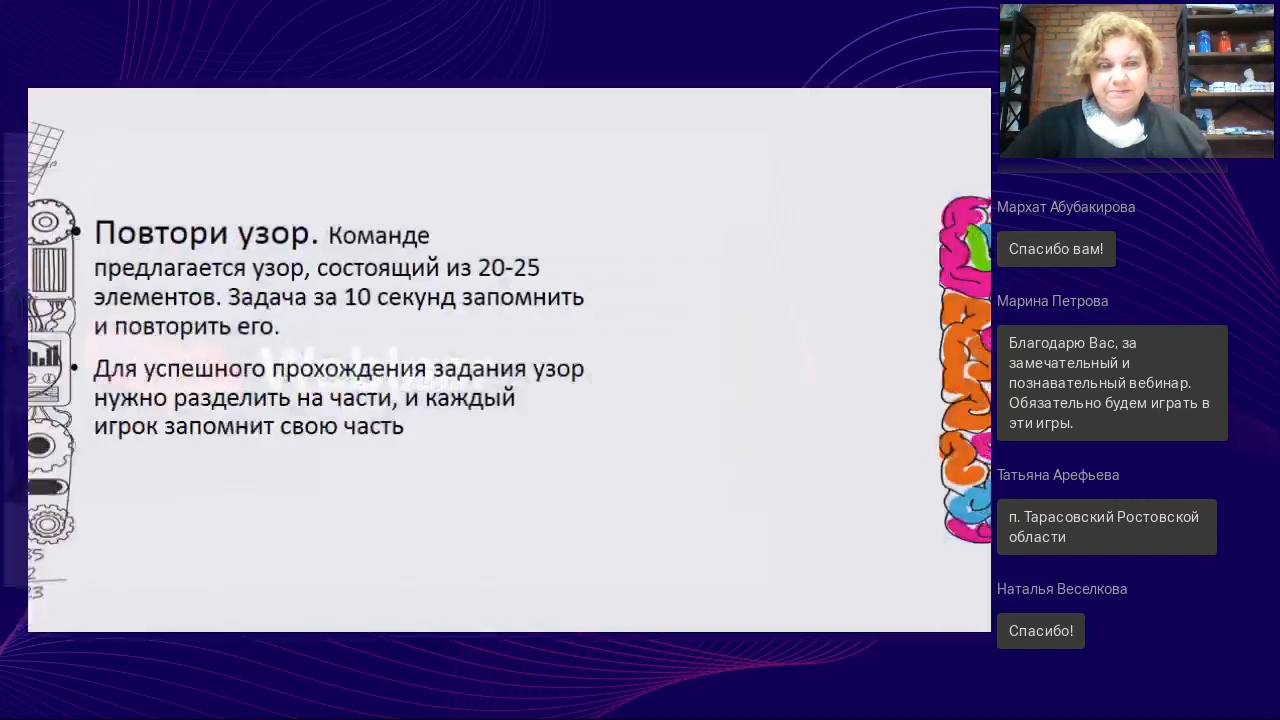 • Повтори узор. Команде
предлагается узор, состоящий из 20-25
элементов. Задача за 10 секунд запомнить
и повторить его.
• Для успешного прохождения задания узор
нужно разделить на части, и каждый
игрок запомнит свою часть
Мархат Абубакирова
Спасибо вам!
Марина Петрова
Благодарю Вас, за
замечательный и
познавательный вебинар.
Обязательно будем играть в
эти игры.
Татьяна Арефьева
п. Тарасовский Ростовской
области
Наталья Веселкова
Спасибо!